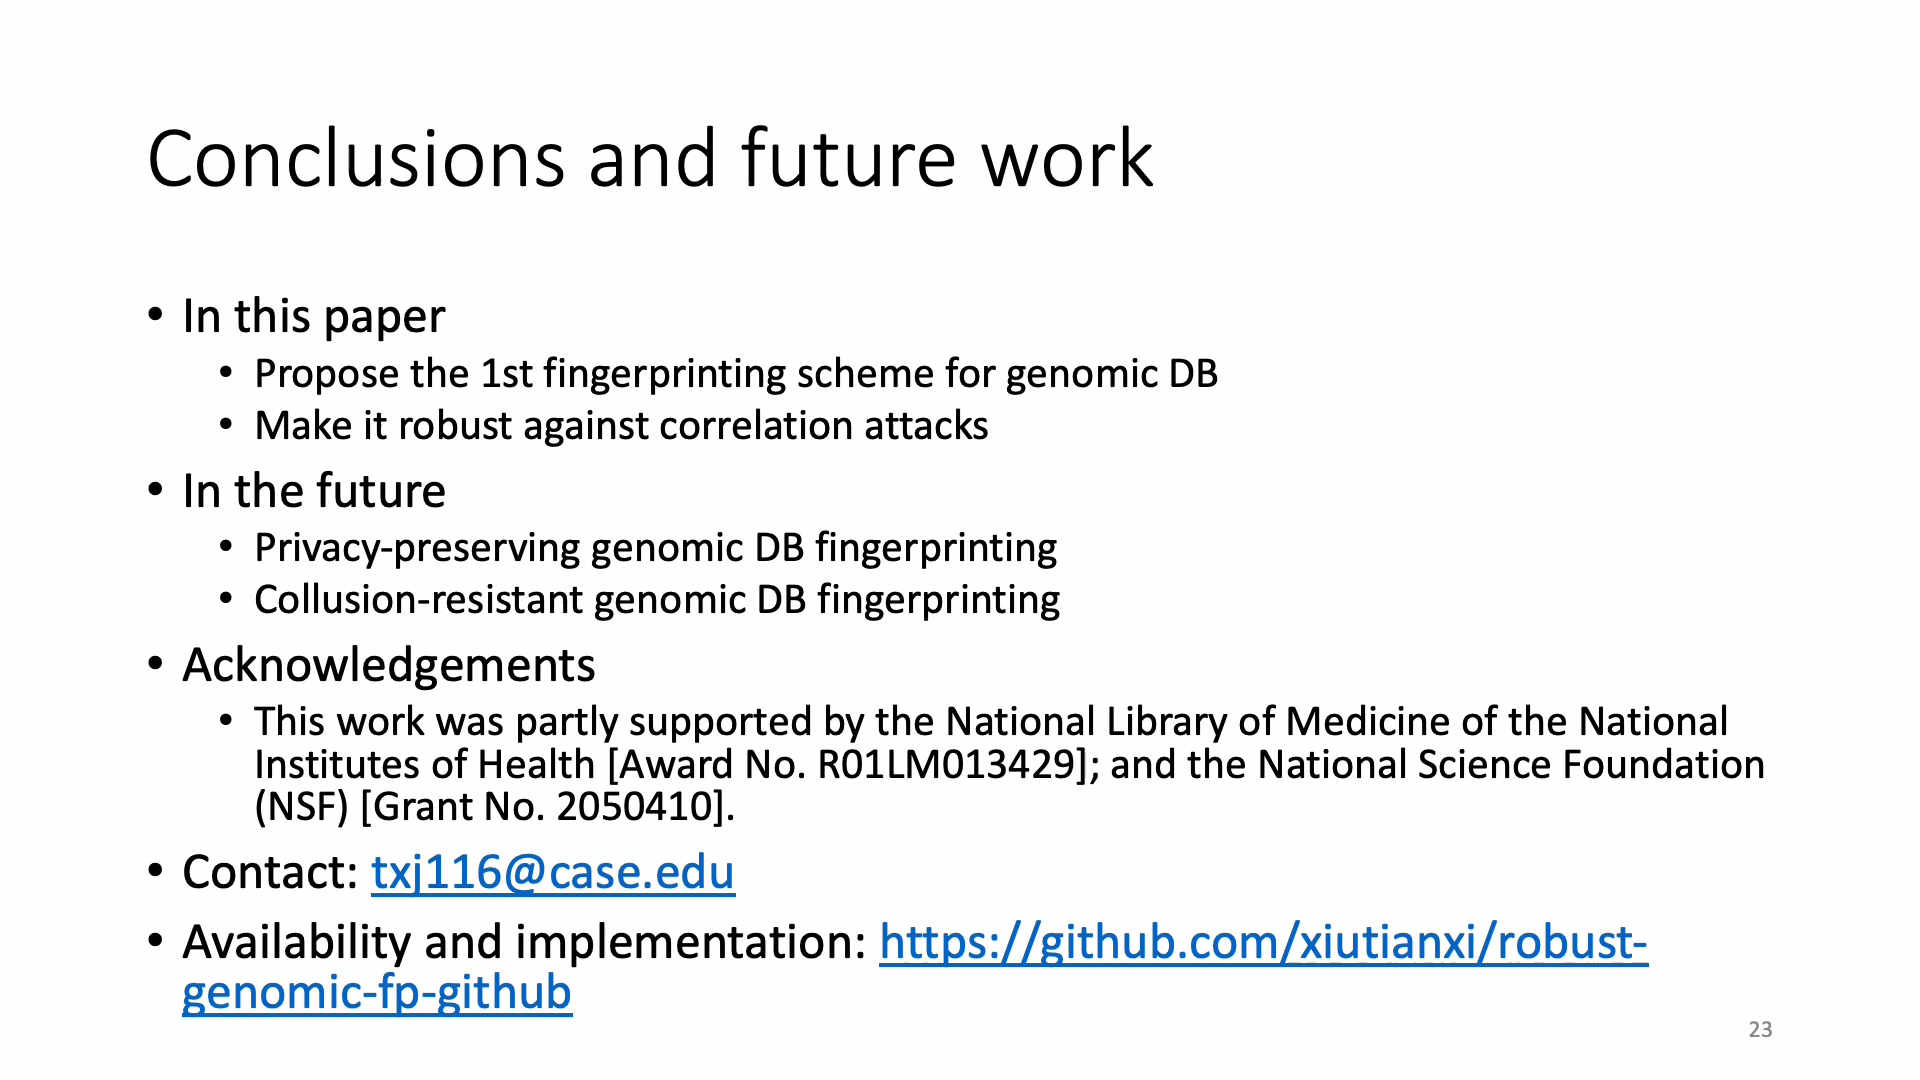 Conclusions and future work
• In this paper
• Propose the 1st fingerprinting scheme for genomic DB
• Make it robust against correlation attacks
• In the future
• Privacy-preserving genomic DB fingerprinting
• Collusion-resistant genomic DB fingerprinting
• Acknowledgements
• This work was partly supported by the National Library of Medicine of the National
Institutes of Health [Award No. R01LM013429]; and the National Science Foundation
(NSF) [Grant No. 2050410].
• Contact: txj116@case.edu
• Availability and implementation: https://github.com/xiutianxi/robust-
genomic-fp-github
23